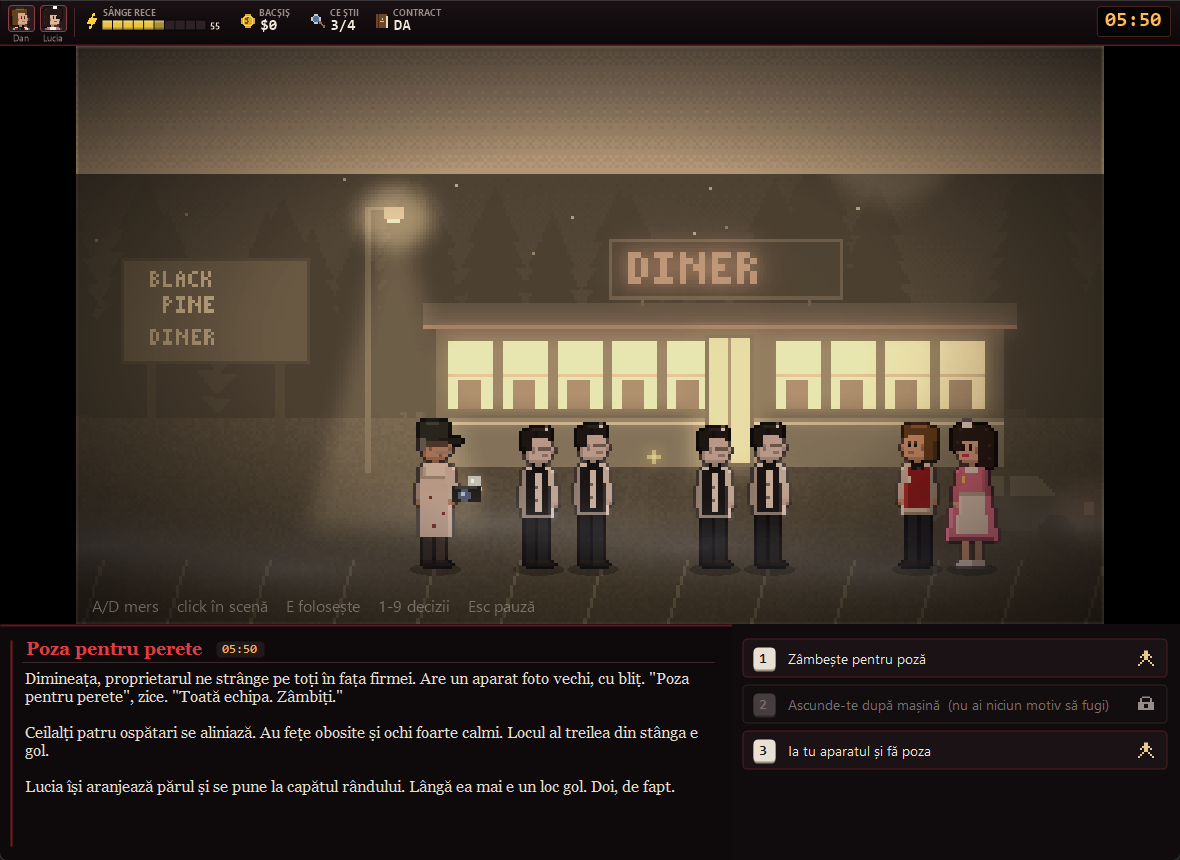 SÂNGE RECE
55
BACȘIȘ
$0
CE ȘTII
3/4
CONTRACT
DA
05:50
Dan
Lucia
BLACK
PINE
DINER
DINER
A/D mers click în scenă E folosește 1-9 decizii Esc pauză
Poza pentru perete 05:50
Dimineața, proprietarul ne strânge pe toți în fața firmei. Are un aparat foto vechi, cu bliț. "Poza
pentru perete", zice. "Toată echipa. Zâmbiți."
Ceilalți patru ospătari se aliniază. Au fețe obosite și ochi foarte calmi. Locul al treilea din stânga e
gol.
Lucia își aranjează părul și se pune la capătul rândului. Lângă ea mai e un loc gol. Doi, de fapt.
1 Zâmbește pentru poză
2 Ascunde-te după mașină (nu ai niciun motiv să fugi)
3 Ia tu aparatul și fă poza